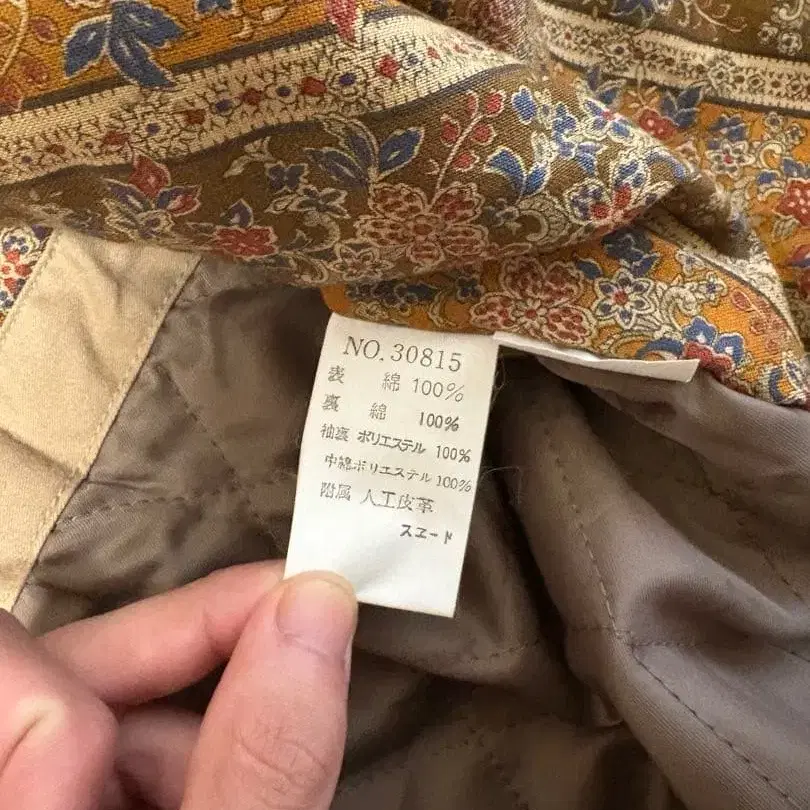 NO. 30815
表 綿 100%
裏 綿 100%
袖裏 ポリエステル 100%
中綿ポリエステル 100%
附属 人工皮革
スエード